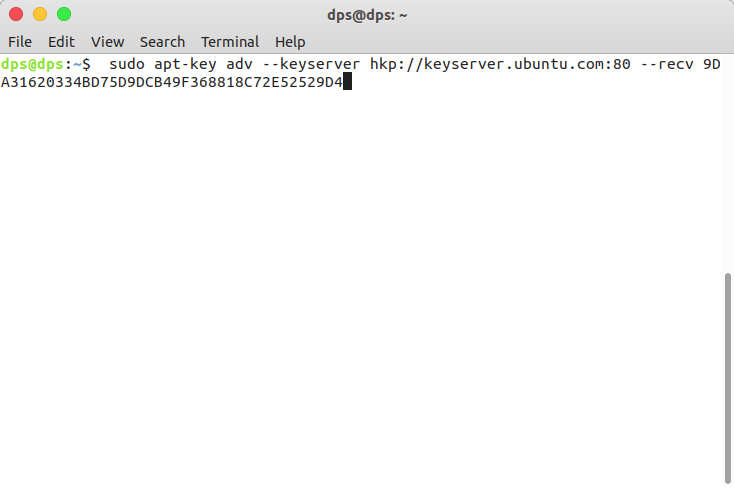 dps@dps: ~
File Edit View Search Terminal Help
dps@dps:~$  sudo apt-key adv --keyserver hkp://keyserver.ubuntu.com:80 --recv 9D
A31620334BD75D9DCB49F368818C72E52529D4